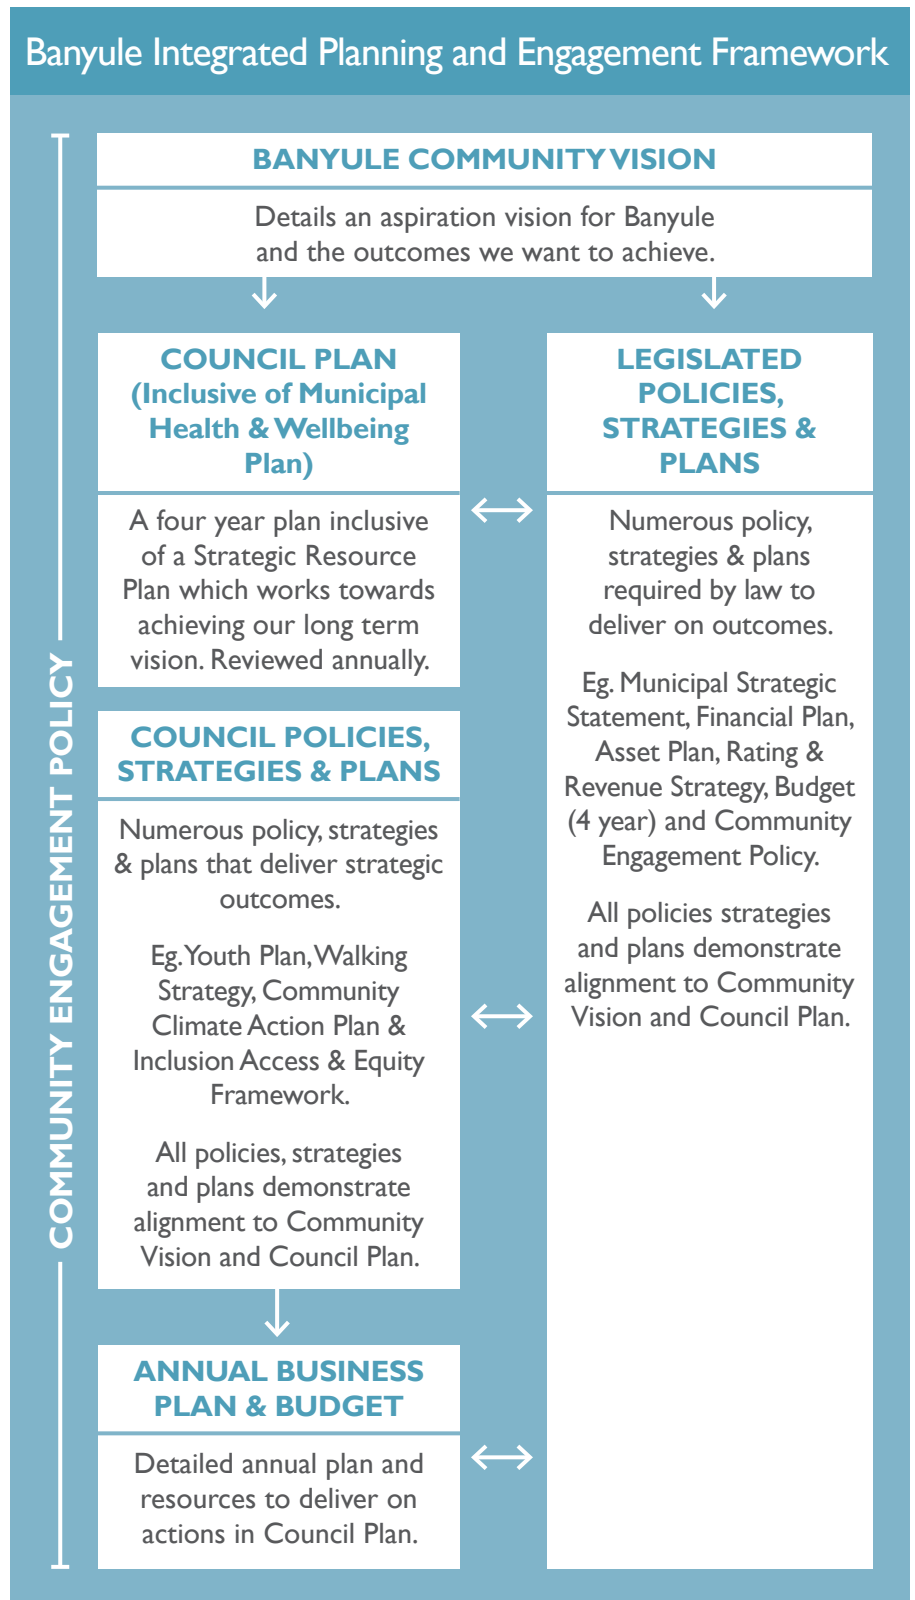 Banyule Integrated Planning and Engagement Framework
COMMUNITY ENGAGEMENT POLICY
BANYULE COMMUNITY VISION
Details an aspiration vision for Banyule
and the outcomes we want to achieve.
COUNCIL PLAN
(Inclusive of Municipal
Health & Wellbeing
Plan)
A four year plan inclusive
of a Strategic Resource
Plan which works towards
achieving our long term
vision. Reviewed annually.
COUNCIL POLICIES,
STRATEGIES & PLANS
Numerous policy, strategies
& plans that deliver strategic
outcomes.
Eg. Youth Plan, Walking
Strategy, Community
Climate Action Plan &
Inclusion Access & Equity
Framework.
All policies, strategies
and plans demonstrate
alignment to Community
Vision and Council Plan.
ANNUAL BUSINESS
PLAN & BUDGET
Detailed annual plan and
resources to deliver on
actions in Council Plan.
LEGISLATED
POLICIES,
STRATEGIES &
PLANS
Numerous policy,
strategies & plans
required by law to
deliver on outcomes.
Eg. Municipal Strategic
Statement, Financial Plan,
Asset Plan, Rating &
Revenue Strategy, Budget
(4 year) and Community
Engagement Policy.
All policies strategies
and plans demonstrate
alignment to Community
Vision and Council Plan.